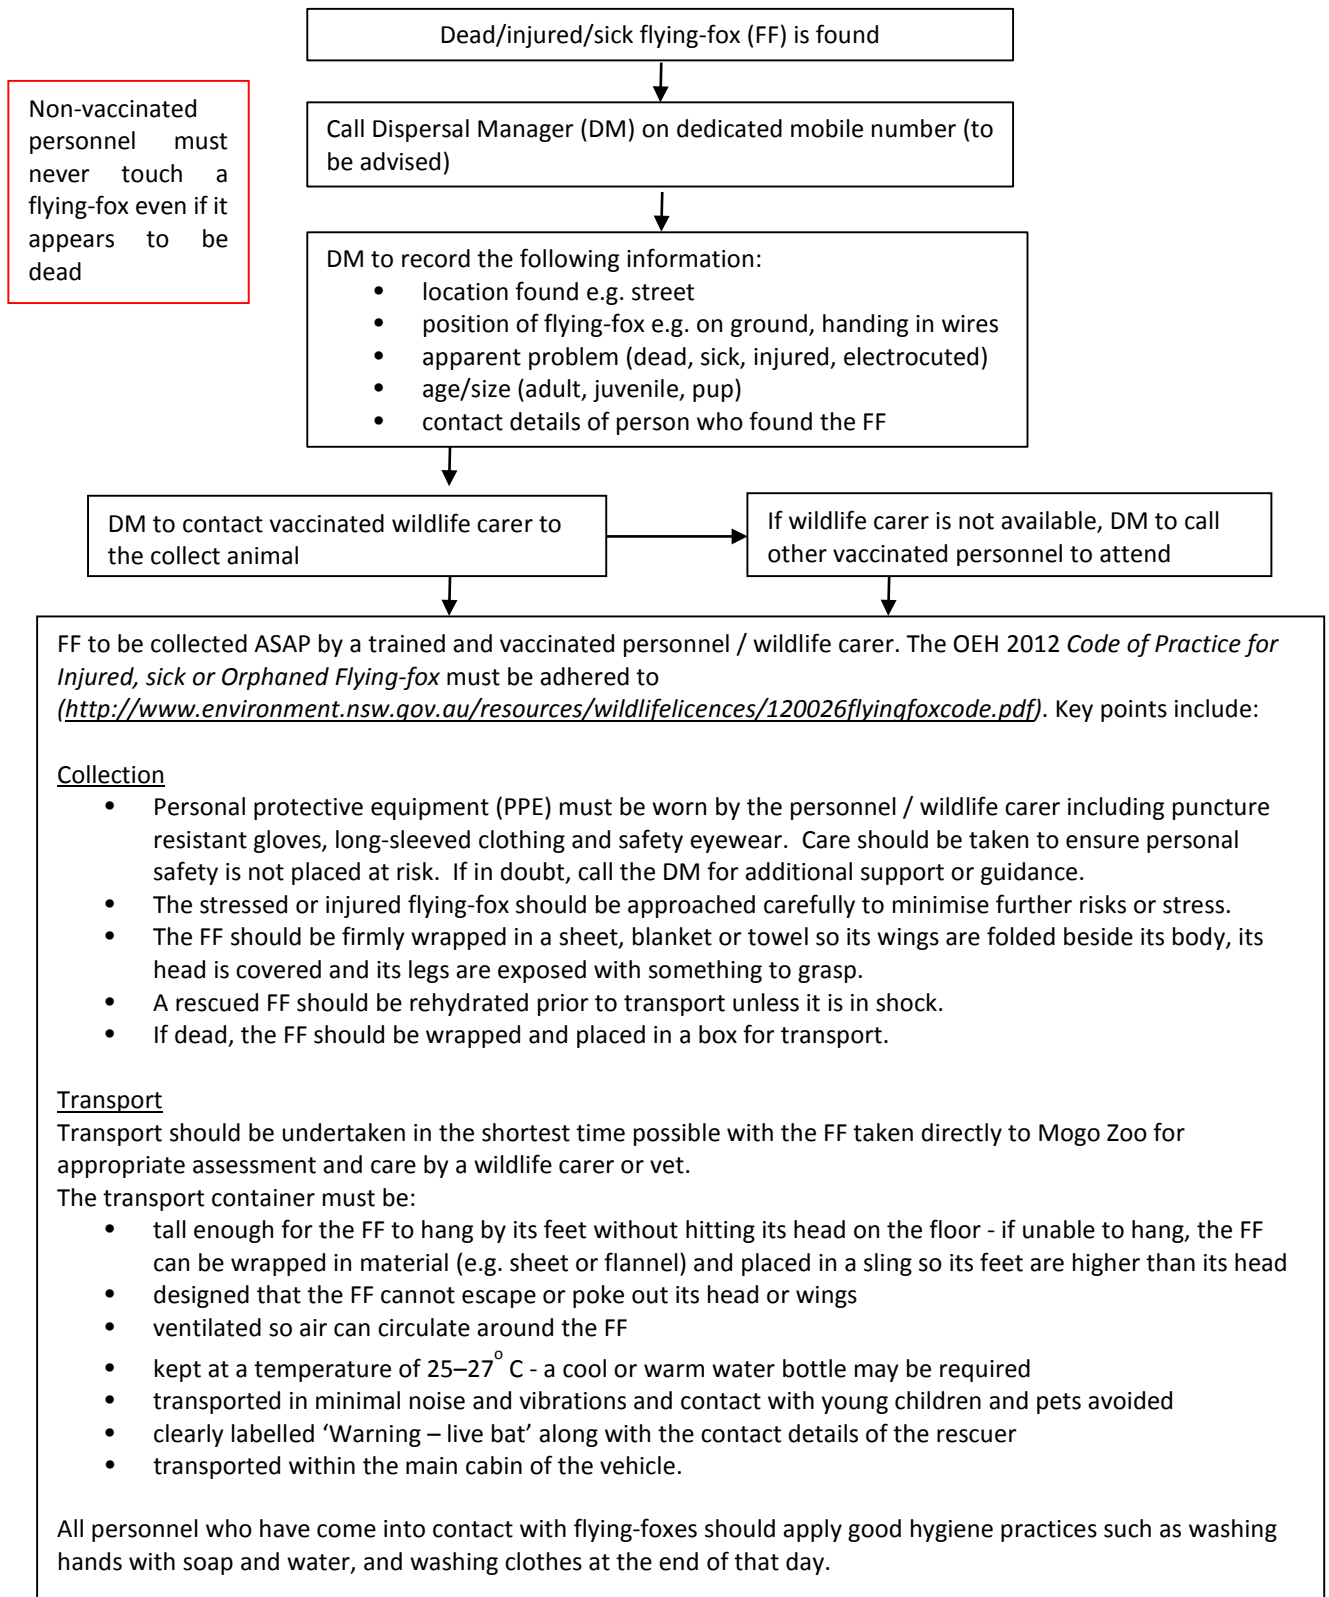 Dead/injured/sick flying-fox (FF) is found
Non-vaccinated
personnel must
never touch a
flying-fox even if it
appears to be
dead
Call Dispersal Manager (DM) on dedicated mobile number (to
be advised)
DM to record the following information:
• location found e.g. street
• position of flying-fox e.g. on ground, handing in wires
• apparent problem (dead, sick, injured, electrocuted)
• age/size (adult, juvenile, pup)
• contact details of person who found the FF
DM to contact vaccinated wildlife carer to
the collect animal
If wildlife carer is not available, DM to call
other vaccinated personnel to attend
FF to be collected ASAP by a trained and vaccinated personnel / wildlife carer. The OEH 2012 Code of Practice for
Injured, sick or Orphaned Flying-fox must be adhered to
(http://www.environment.nsw.gov.au/resources/wildlifelicences/120026flyingfoxcode.pdf). Key points include:
Collection
• Personal protective equipment (PPE) must be worn by the personnel / wildlife carer including puncture
resistant gloves, long-sleeved clothing and safety eyewear. Care should be taken to ensure personal
safety is not placed at risk. If in doubt, call the DM for additional support or guidance.
• The stressed or injured flying-fox should be approached carefully to minimise further risks or stress.
• The FF should be firmly wrapped in a sheet, blanket or towel so its wings are folded beside its body, its
head is covered and its legs are exposed with something to grasp.
• A rescued FF should be rehydrated prior to transport unless it is in shock.
• If dead, the FF should be wrapped and placed in a box for transport.
Transport
Transport should be undertaken in the shortest time possible with the FF taken directly to Mogo Zoo for
appropriate assessment and care by a wildlife carer or vet.
The transport container must be:
• tall enough for the FF to hang by its feet without hitting its head on the floor - if unable to hang, the FF
can be wrapped in material (e.g. sheet or flannel) and placed in a sling so its feet are higher than its head
• designed that the FF cannot escape or poke out its head or wings
• ventilated so air can circulate around the FF
• kept at a temperature of 25–27° C - a cool or warm water bottle may be required
• transported in minimal noise and vibrations and contact with young children and pets avoided
• clearly labelled ‘Warning – live bat’ along with the contact details of the rescuer
• transported within the main cabin of the vehicle.
All personnel who have come into contact with flying-foxes should apply good hygiene practices such as washing
hands with soap and water, and washing clothes at the end of that day.